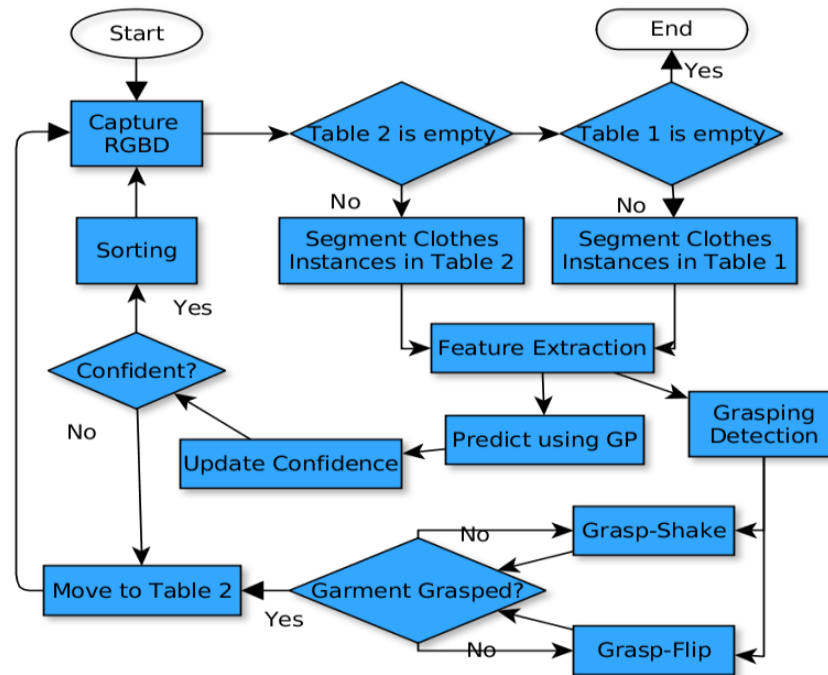 Start
End
Yes
Capture
RGBD
Table 2 is empty
Table 1 is empty
No
No
Sorting
Segment Clothes
Instances in Table 2
Segment Clothes
Instances in Table 1
Yes
Feature Extraction
Confident?
Grasping
Detection
No
Predict using GP
Update Confidence
No
Grasp-Shake
Move to Table 2
Garment Grasped?
Yes
No
Grasp-Flip